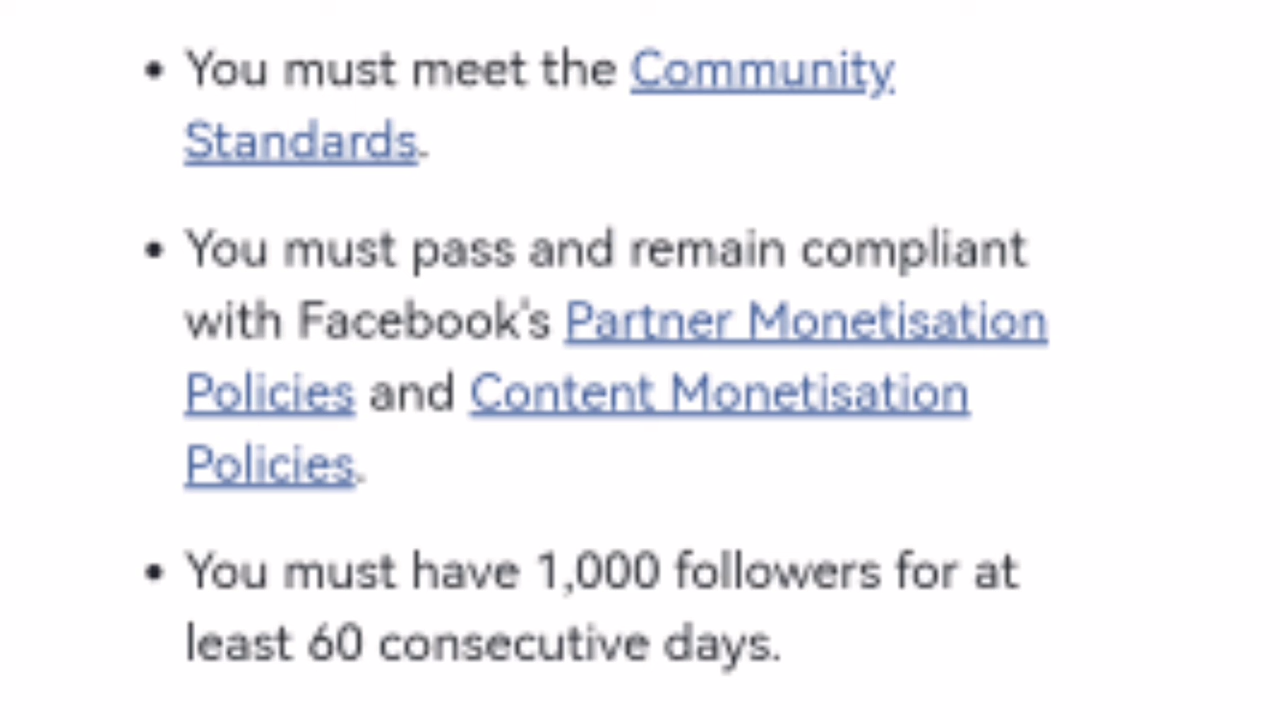 • You must meet the Community
Standards.
• You must pass and remain compliant
with Facebook's Partner Monetisation
Policies and Content Monetisation
Policies.
• You must have 1,000 followers for at
least 60 consecutive days.